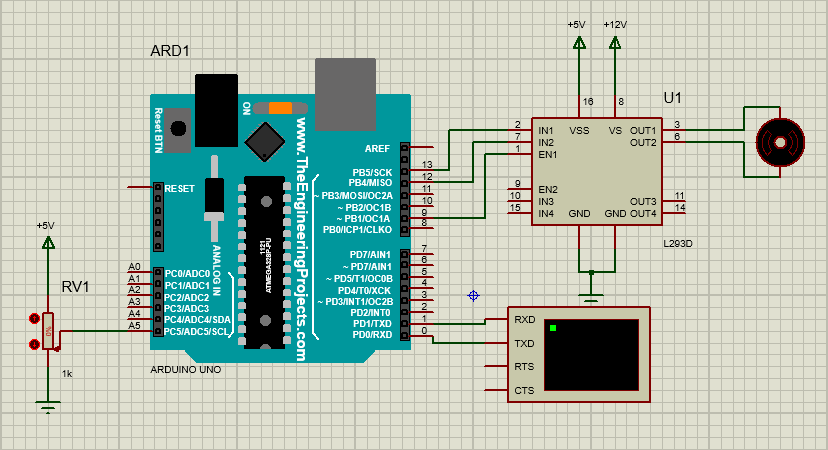 ARD1
Reset BTN
ON
www.TheEngineeringProjects.com
1121
ATMEGA328P-PU
ANALOG IN
RESET
AREF
PB5/SCK 13
PB4/MISO 12
~ PB3/MOSI/OC2A 11
~ PB2/OC1B 10
~ PB1/OC1A 9
PB0/ICP1/CLKO 8
PD7/AIN1 7
~ PD7/AIN1 6
~ PD5/T1/OC0B 5
PD4/T0/XCK 4
~ PD3/INT1/OC2B 3
PD2/INT0 2
PD1/TXD 1
PD0/RXD 0
A0 PC0/ADC0
A1 PC1/ADC1
A2 PC2/ADC2
A3 PC3/ADC3
A4 PC4/ADC4/SDA
A5 PC5/ADC5/SCL
ARDUINO UNO
+5V
RV1
0%
1k
+5V
+12V
U1
16
8
2 IN1 VSS VS OUT1 3
7 IN2 OUT2 6
1 EN1
9 EN2
10 IN3 OUT3 11
15 IN4 GND GND OUT4 14
L293D
RXD
TXD
RTS
CTS